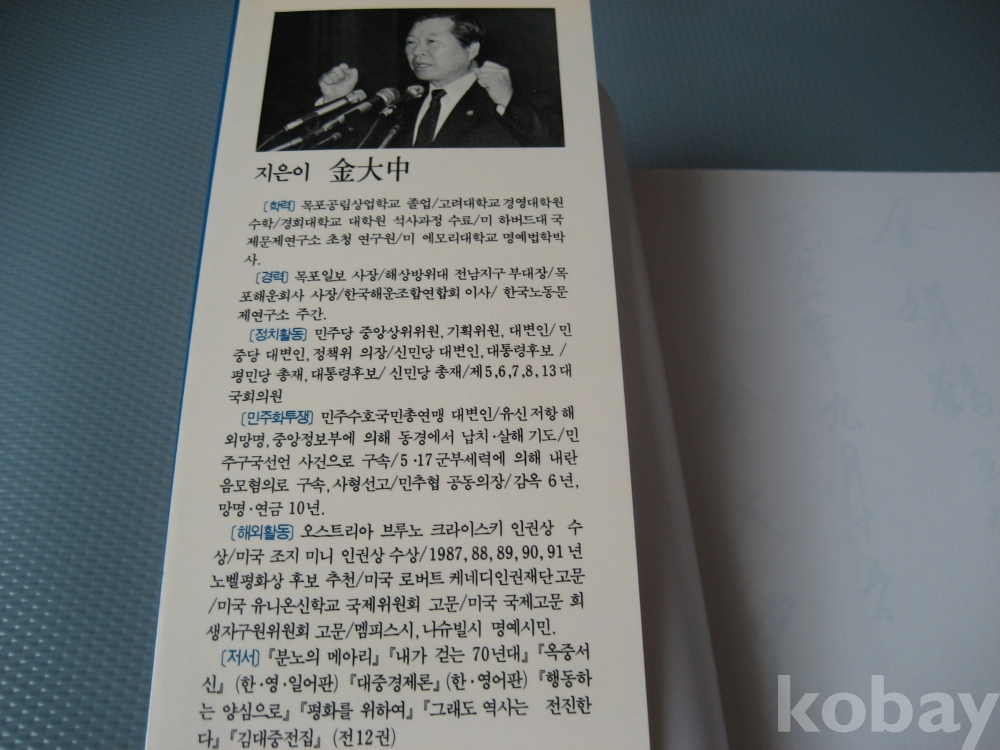 지은이 金大中
[학력] 목포공립상업학교 졸업/고려대학교 경영대학원
수학/경희대학교 대학원 석사과정 수료/미 하버드대 국
제문제연구소 초청 연구원/미 에모리대학교 명예법학박
사.
[경력] 목포일보 사장/해상방위대 전남지구 부대장/목
포해운회사 사장/한국해운조합연합회 이사/ 한국노동문
제연구소 주간.
[정치활동] 민주당 중앙상위위원, 기획위원, 대변인/ 민
중당 대변인, 정책위 의장/신민당 대변인, 대통령후보 /
평민당 총재, 대통령후보/ 신민당 총재/제5, 6, 7, 8, 13대
국회의원
[민주화투쟁] 민주수호국민총연맹 대변인/유신 저항 해
외망명, 중앙정보부에 의해 동경에서 납치·살해 기도/민
주구국선언 사건으로 구속/5·17군부세력에 의해 내란
음모혐의로 구속, 사형선고/민추협 공동의장/감옥 6년,
망명·연금 10년.
[해외활동] 오스트리아 브루노 크라이스키 인권상 수
상/미국 조지 미니 인권상 수상/1987, 88, 89, 90, 91년
노벨평화상 후보 추천/미국 로버트 케네디인권재단 고문
/미국 유니온신학교 국제위원회 고문/미국 국제고문 희
생자구원위원회 고문/멤피스시, 나슈빌시 명예시민.
[저서] 『분노의 메아리』 『내가 걷는 70년대』 『옥중서
신』 (한·영·일어판) 『대중경제론』 (한·영어판) 『행동하
는 양심으로』 『평화를 위하여』 『그래도 역사는 전진한
다』 『김대중전집』 (전12권)
kobay